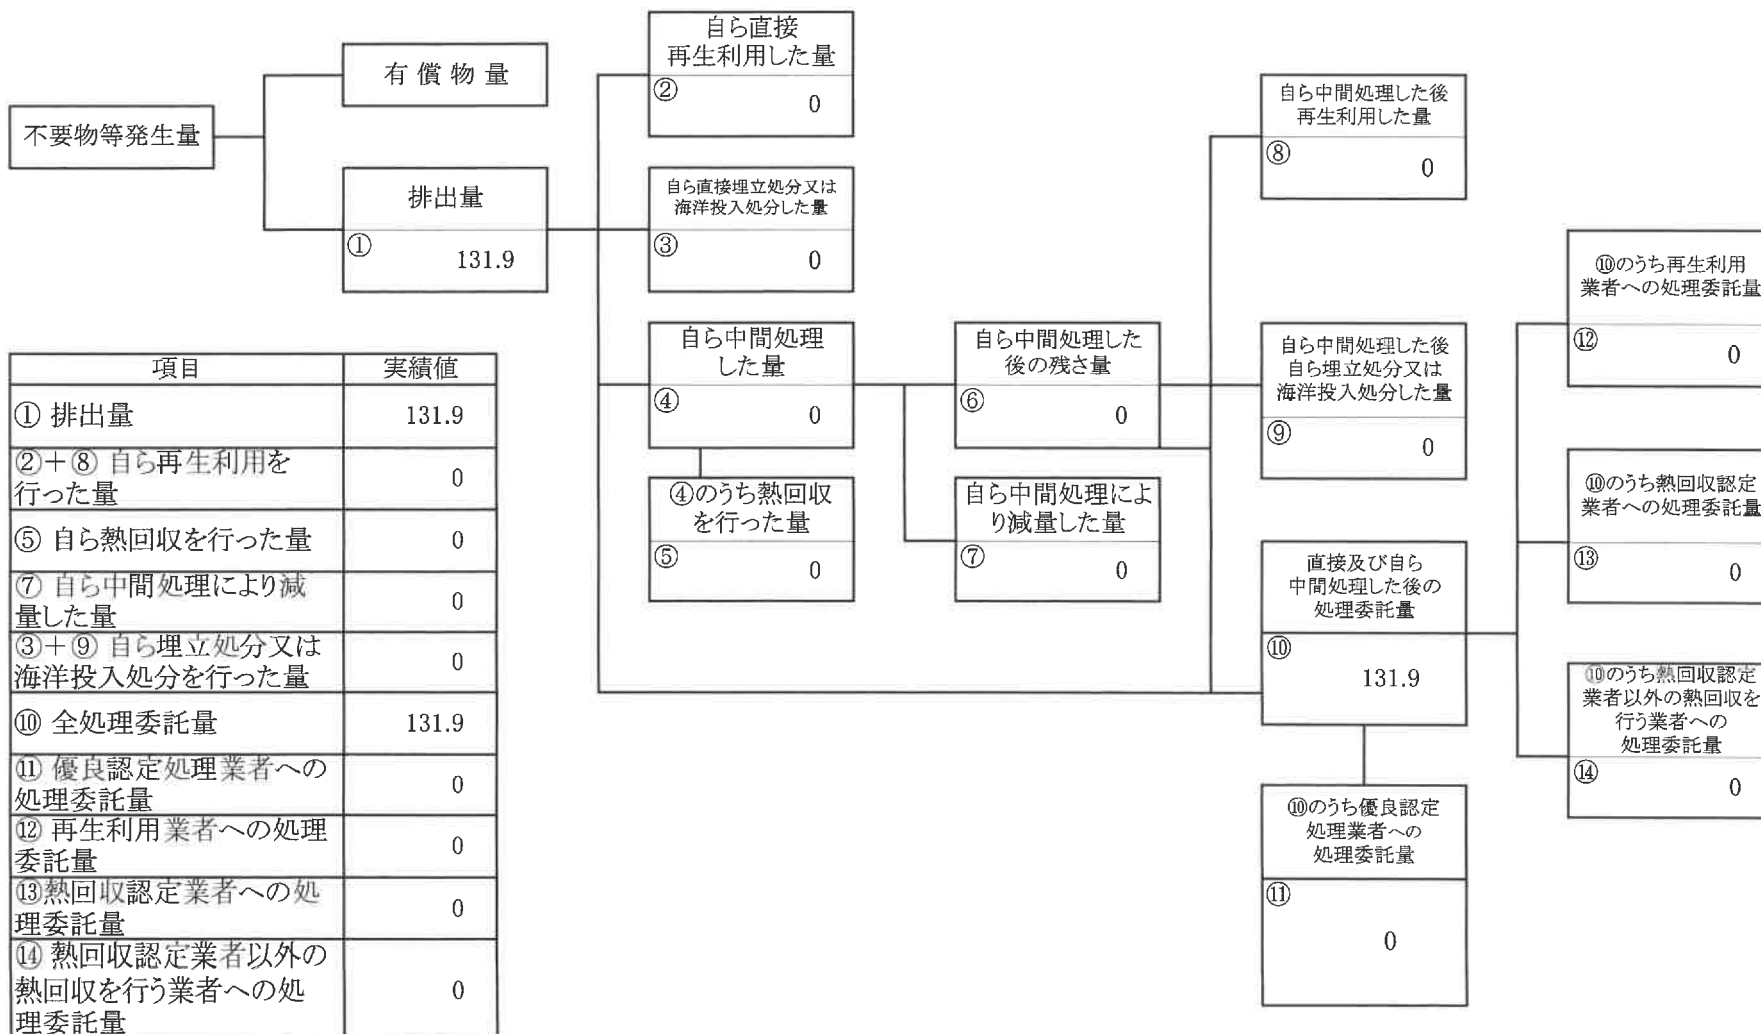 不要物等発生量
有償物量
排出量
①
131.9
自ら直接
再生利用した量
②
0
自ら直接埋立処分又は
海洋投入処分した量
③
0
自ら中間処理
した量
④
0
④のうち熱回収
を行った量
⑤
0
自ら中間処理した
後の残さ量
⑥
0
自ら中間処理によ
り減量した量
⑦
0
自ら中間処理した後
再生利用した量
⑧
0
自ら中間処理した後
自ら埋立処分又は
海洋投入処分した量
⑨
0
直接及び自ら
中間処理した後の
処理委託量
⑩
131.9
⑩のうち優良認定
処理業者への
処理委託量
⑪
0
⑩のうち再生利用
業者への処理委託量
⑫
0
⑩のうち熱回収認定
業者への処理委託量
⑬
0
⑩のうち熱回収認定
業者以外の熱回収を
行う業者への
処理委託量
⑭
0
項目 実績値
① 排出量 131.9
②+⑧ 自ら再生利用を
行った量 0
⑤ 自ら熱回収を行った量 0
⑦ 自ら中間処理により減
量した量 0
③+⑨ 自ら埋立処分又は
海洋投入処分を行った量 0
⑩ 全処理委託量 131.9
⑪ 優良認定処理業者への
処理委託量 0
⑫ 再生利用業者への処理
委託量 0
⑬熱回収認定業者への処
理委託量 0
⑭ 熱回収認定業者以外の
熱回収を行う業者への処
理委託量 0